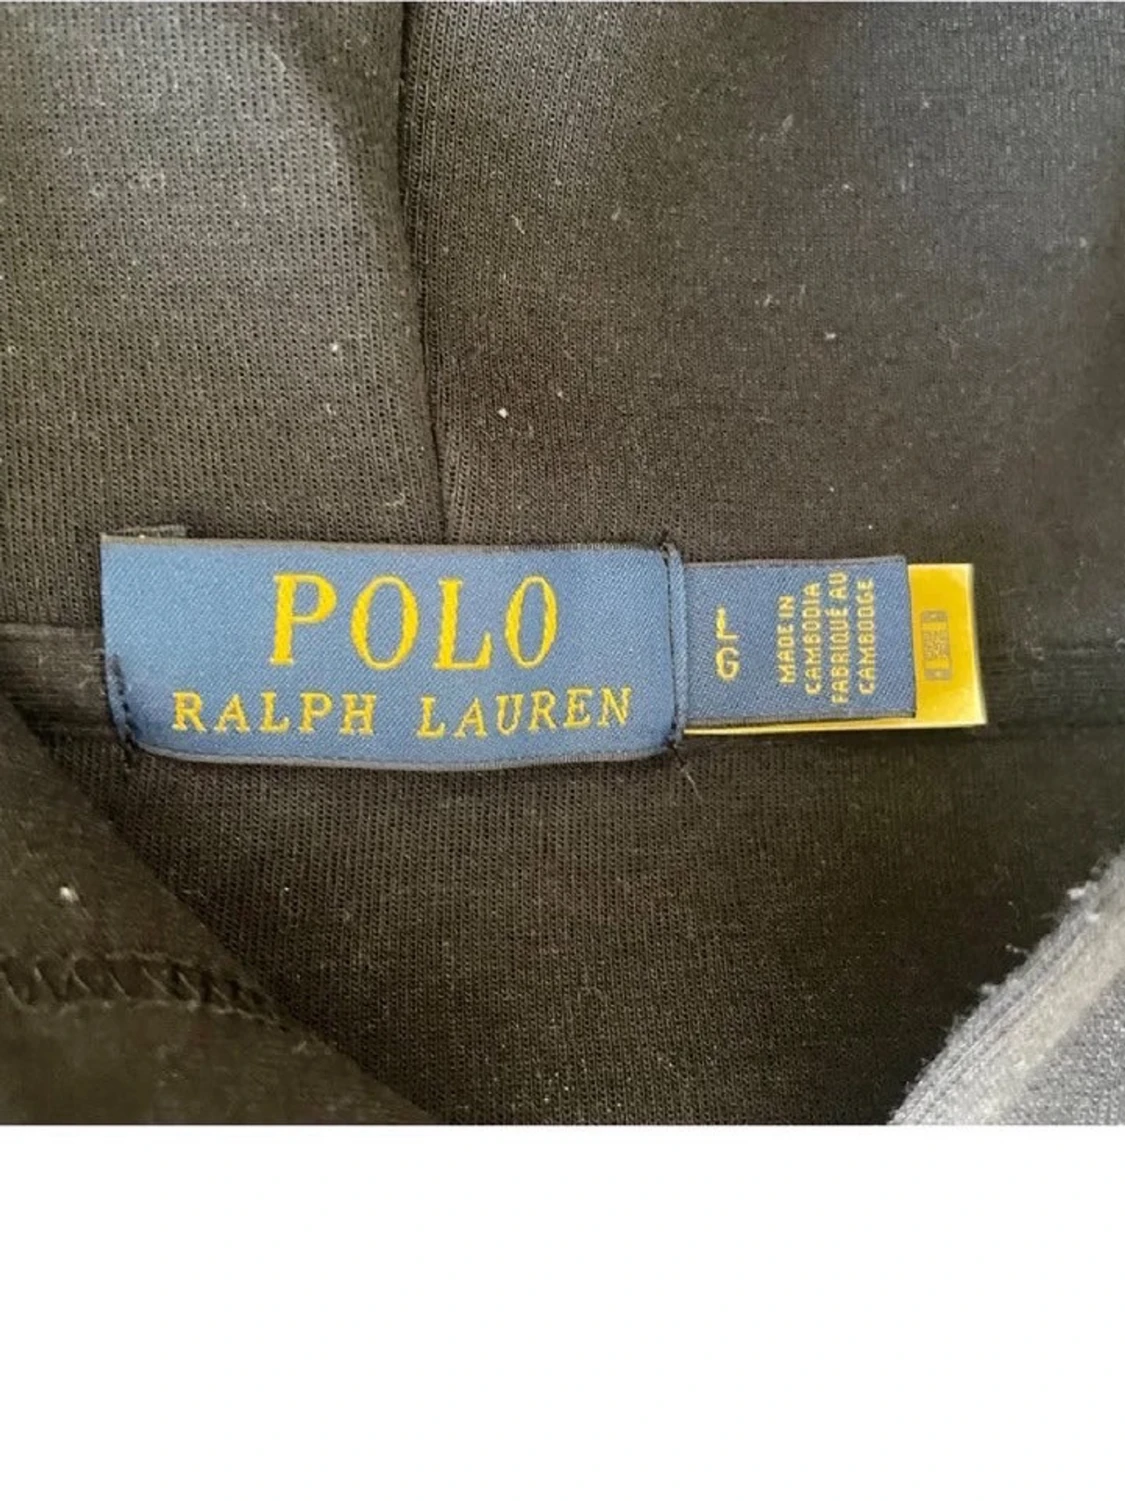 POLO
RALPH LAUREN
L
G
MADE IN
CAMBODIA
FABRIQUÉ AU
CAMBODGE